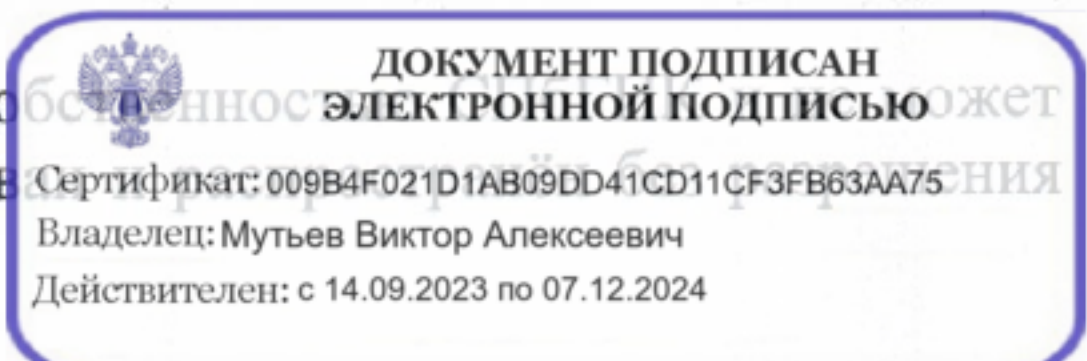 ДОКУМЕНТ ПОДПИСАН
ЭЛЕКТРОННОЙ ПОДПИСЬЮ
Сертификат: 009B4F021D1AB09DD41CD11CF3FB63AA75
Владелец: Мутьев Виктор Алексеевич
Действителен: с 14.09.2023 по 07.12.2024